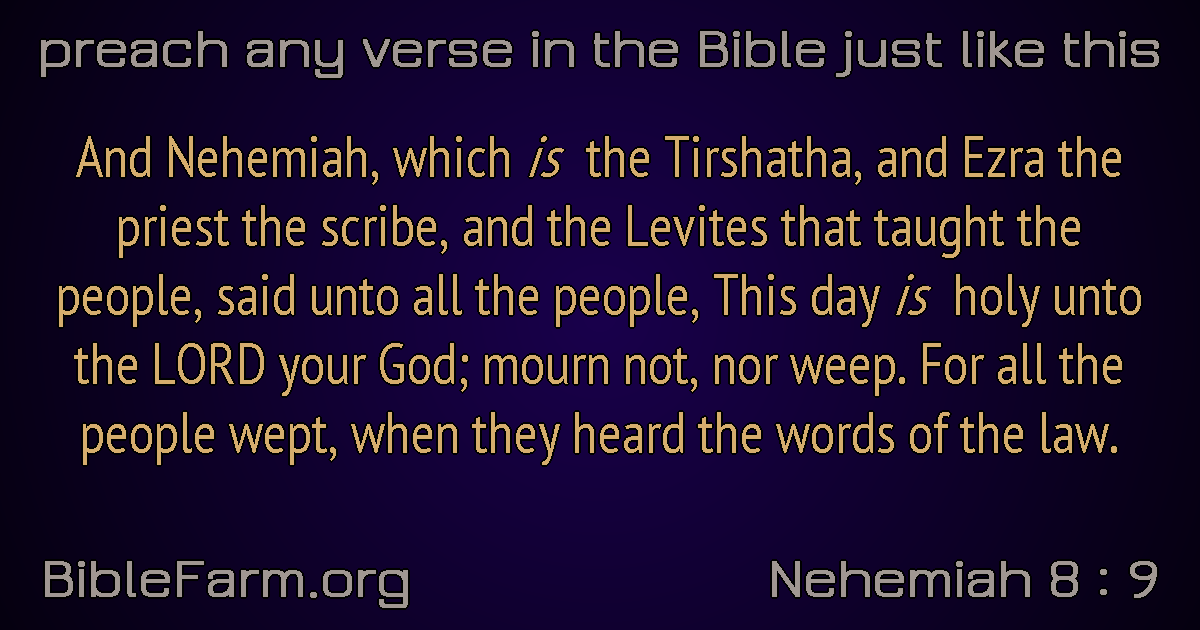 preach any verse in the Bible just like this
And Nehemiah, which is the Tirshatha, and Ezra the
priest the scribe, and the Levites that taught the
people, said unto all the people, This day is holy unto
the LORD your God; mourn not, nor weep. For all the
people wept, when they heard the words of the law.
BibleFarm.org
Nehemiah 8 : 9